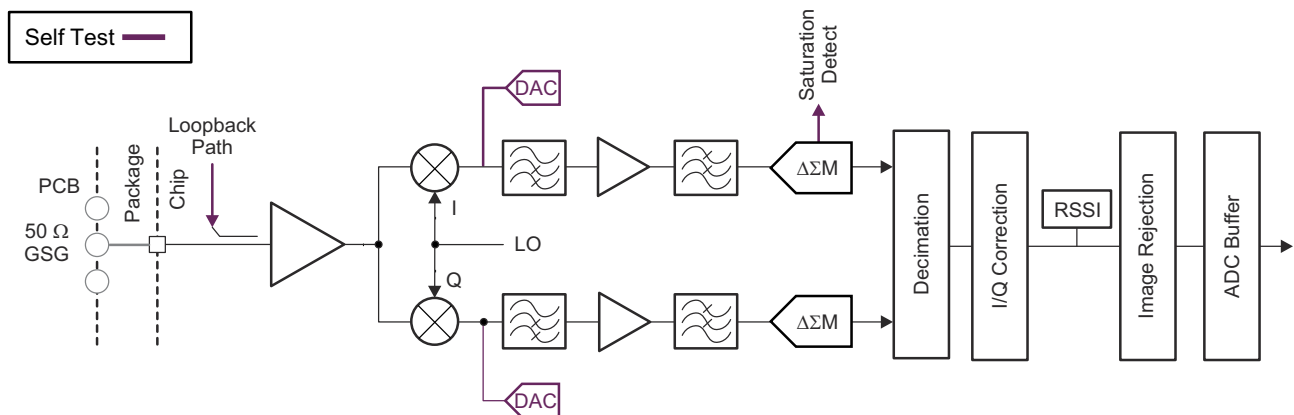 Self Test
DAC
Saturation
Detect
Loopback
Path
PCB
Package
Chip
50 Ω
GSG
I
LO
Q
ΔΣM
ΔΣM
DAC
Decimation
I/Q Correction
RSSI
Image Rejection
ADC Buffer